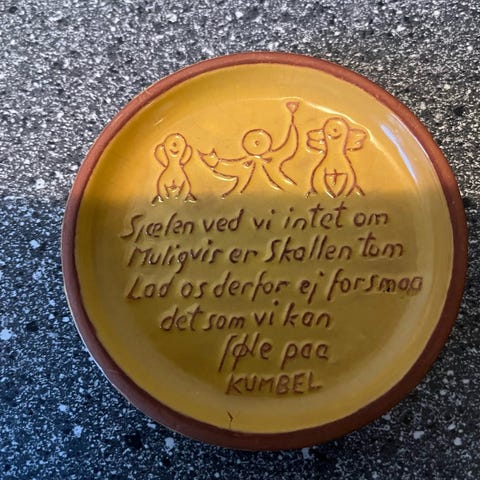 Sjælen ved vi intet om
Muligvis er Skallen tom
Lad os derfor ej forsmaa
det som vi kan
føle paa
KUMBEL